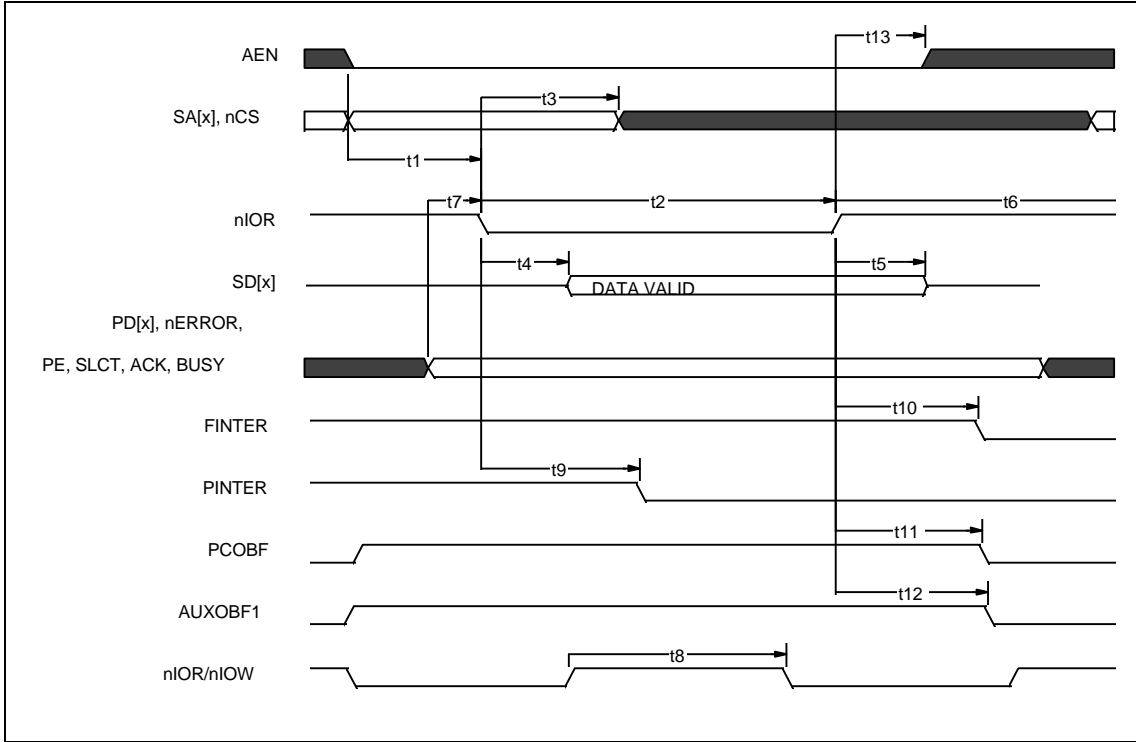 t13
AEN
t3
SA[x], nCS
t1
t7
t2
t6
nIOR
t4
t5
SD[x]
DATA VALID
PD[x], nERROR,
PE, SLCT, ACK, BUSY
t10
FINTER
t9
PINTER
t11
PCOBF
t12
AUXOBF1
t8
nIOR/nIOW